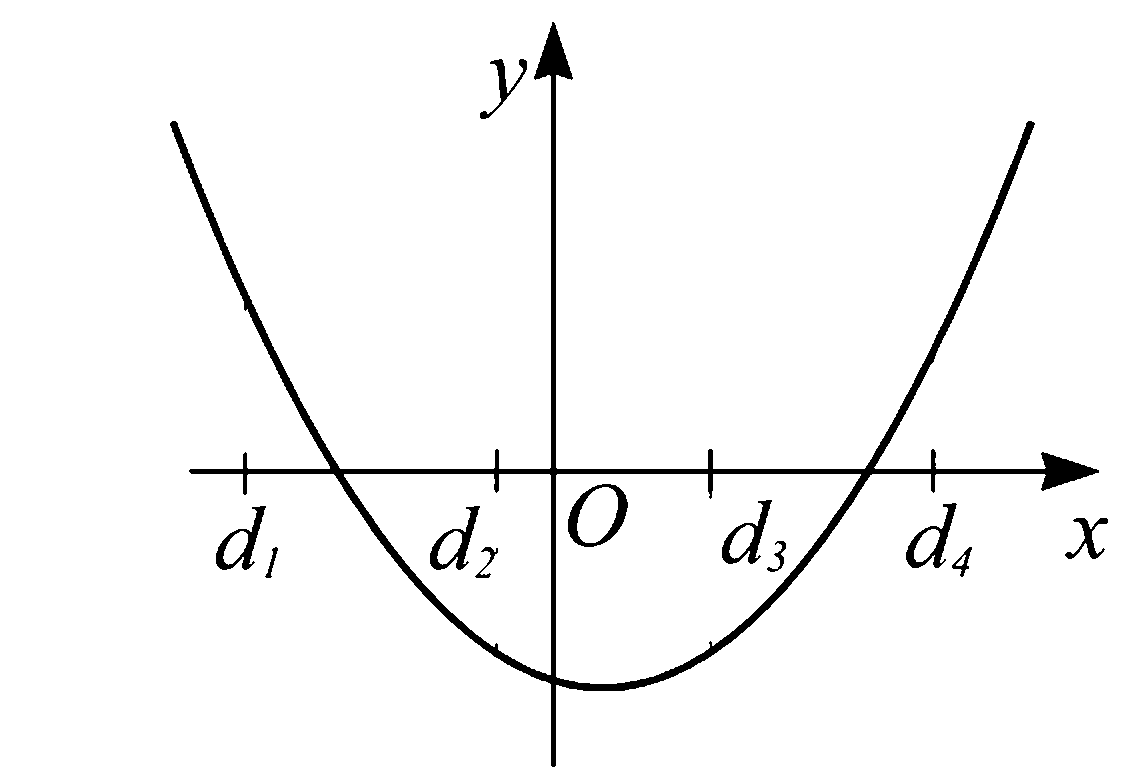 y
O
d₁ d₂ d₃ d₄ x